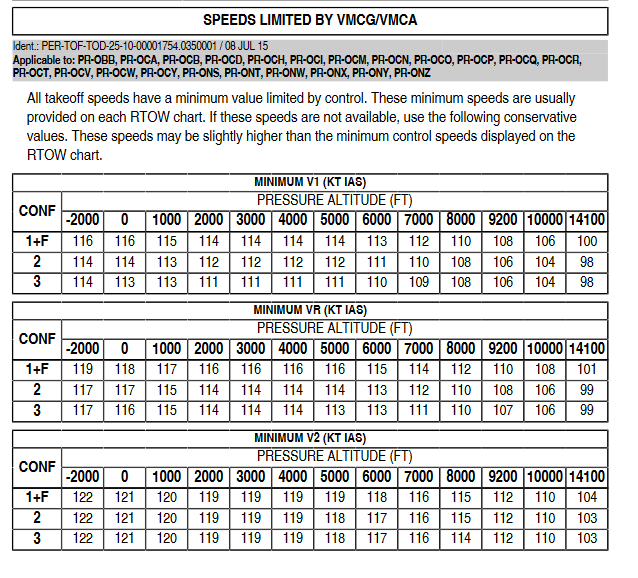 SPEEDS LIMITED BY VMCG/VMCA
Ident.: PER-TOF-TOD-25-10-00001754.0350001 / 08 JUL 15
Applicable to: PR-OBB, PR-OCA, PR-OCB, PR-OCD, PR-OCH, PR-OCI, PR-OCM, PR-OCN, PR-OCO, PR-OCP, PR-OCQ, PR-OCR,
PR-OCT, PR-OCV, PR-OCW, PR-OCY, PR-ONS, PR-ONT, PR-ONW, PR-ONX, PR-ONY, PR-ONZ
All takeoff speeds have a minimum value limited by control. These minimum speeds are usually
provided on each RTOW chart. If these speeds are not available, use the following conservative
values. These speeds may be slightly higher than the minimum control speeds displayed on the
RTOW chart.
MINIMUM V1 (KT IAS)
CONF PRESSURE ALTITUDE (FT)
-2000 0 1000 2000 3000 4000 5000 6000 7000 8000 9200 10000 14100
1+F 116 116 115 114 114 114 114 113 112 110 108 106 100
2 114 114 113 112 112 112 112 111 110 108 106 104 98
3 114 113 113 111 111 111 111 110 109 108 106 104 98
MINIMUM VR (KT IAS)
CONF PRESSURE ALTITUDE (FT)
-2000 0 1000 2000 3000 4000 5000 6000 7000 8000 9200 10000 14100
1+F 119 118 117 116 116 116 116 115 114 112 110 108 101
2 117 117 115 114 114 114 114 113 112 110 108 106 99
3 117 116 115 114 114 114 113 113 111 110 107 106 99
MINIMUM V2 (KT IAS)
CONF PRESSURE ALTITUDE (FT)
-2000 0 1000 2000 3000 4000 5000 6000 7000 8000 9200 10000 14100
1+F 122 121 120 119 119 119 119 118 116 115 112 110 104
2 122 121 120 119 119 119 118 117 116 115 112 110 103
3 122 121 120 119 119 119 118 117 116 114 112 110 103